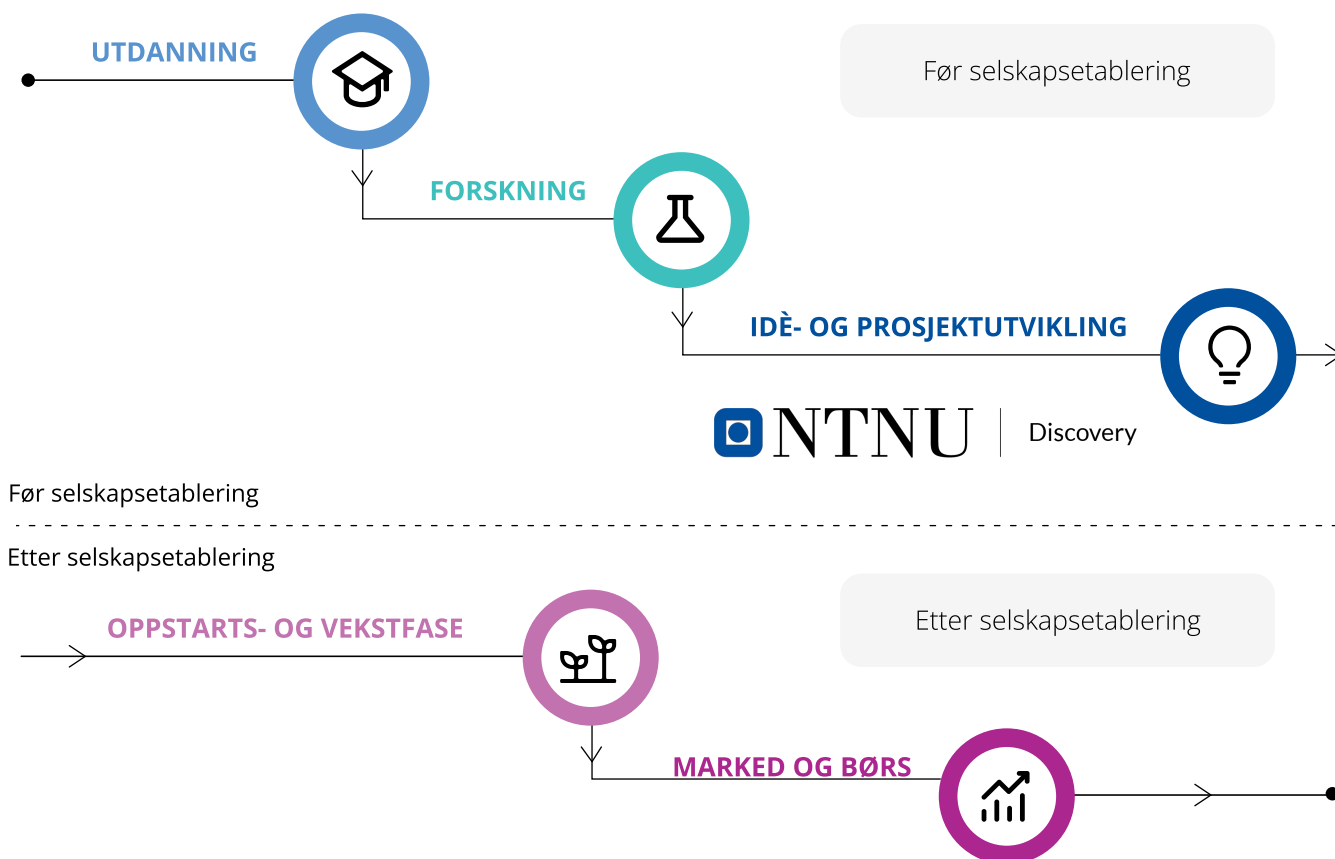 UTDANNING
Før selskapsetablering
FORSKNING
IDÈ- OG PROSJEKTUTVIKLING
NTNU Discovery
Før selskapsetablering
Etter selskapsetablering
OPPSTARTS- OG VEKSTFASE
Etter selskapsetablering
MARKED OG BØRS